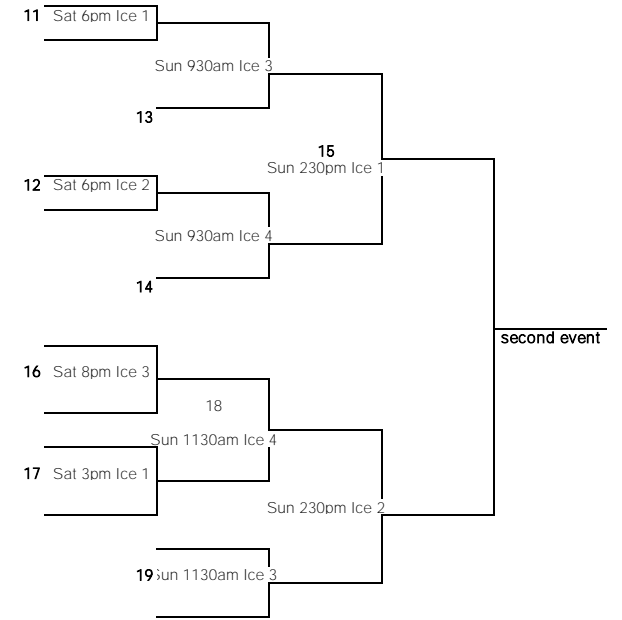 11 Sat 6pm Ice 1
Sun 930am Ice 3
13
15
Sun 230pm Ice 1
12 Sat 6pm Ice 2
Sun 930am Ice 4
14
second event
16 Sat 8pm Ice 3
18
Sun 1130am Ice 4
17 Sat 3pm Ice 1
Sun 230pm Ice 2
19 Sun 1130am Ice 3